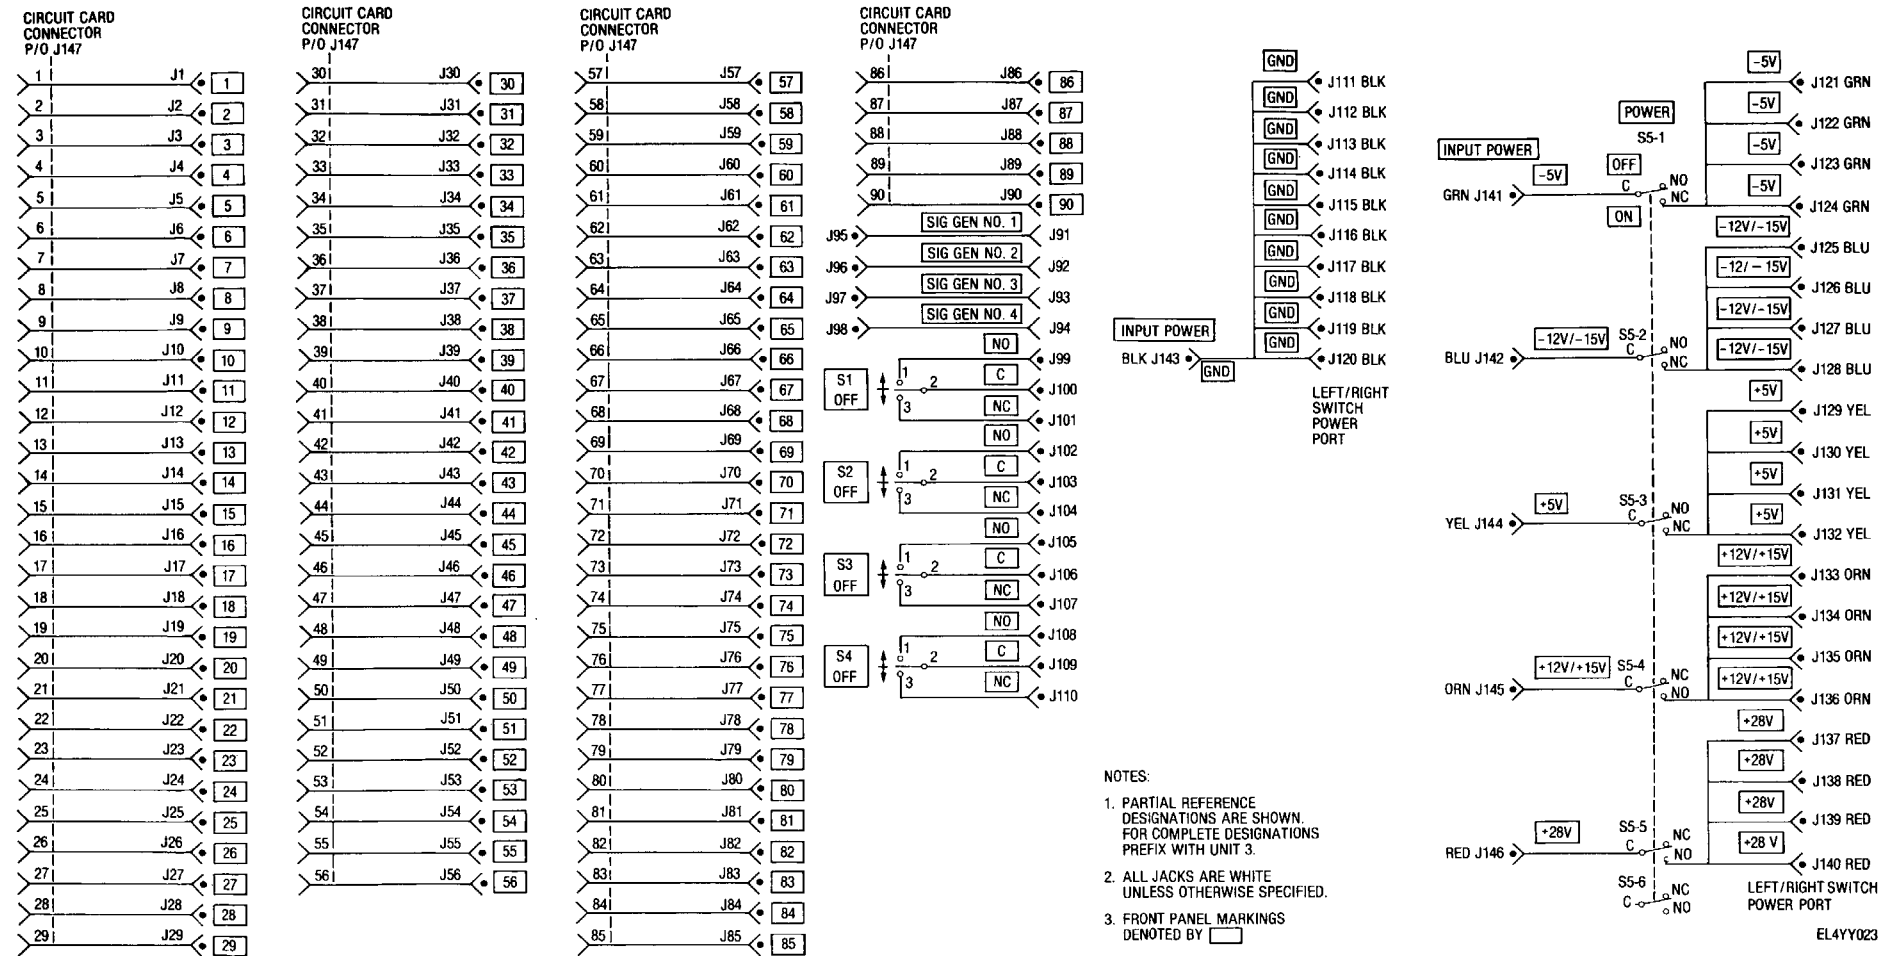 CIRCUIT CARD
CONNECTOR
P/O J147
1 J1 1
2 J2 2
3 J3 3
4 J4 4
5 J5 5
6 J6 6
7 J7 7
8 J8 8
9 J9 9
10 J10 10
11 J11 11
12 J12 12
13 J13 13
14 J14 14
15 J15 15
16 J16 16
17 J17 17
18 J18 18
19 J19 19
20 J20 20
21 J21 21
22 J22 22
23 J23 23
24 J24 24
25 J25 25
26 J26 26
27 J27 27
28 J28 28
29 J29 29
CIRCUIT CARD
CONNECTOR
P/O J147
30 J30 30
31 J31 31
32 J32 32
33 J33 33
34 J34 34
35 J35 35
36 J36 36
37 J37 37
38 J38 38
39 J39 39
40 J40 40
41 J41 41
42 J42 42
43 J43 43
44 J44 44
45 J45 45
46 J46 46
47 J47 47
48 J48 48
49 J49 49
50 J50 50
51 J51 51
52 J52 52
53 J53 53
54 J54 54
55 J55 55
56 J56 56
CIRCUIT CARD
CONNECTOR
P/O J147
57 J57 57
58 J58 58
59 J59 59
60 J60 60
61 J61 61
62 J62 62
63 J63 63
64 J64 64
65 J65 65
66 J66 66
67 J67 67
68 J68 68
69 J69 69
70 J70 70
71 J71 71
72 J72 72
73 J73 73
74 J74 74
75 J75 75
76 J76 76
77 J77 77
78 J78 78
79 J79 79
80 J80 80
81 J81 81
82 J82 82
83 J83 83
84 J84 84
85 J85 85
CIRCUIT CARD
CONNECTOR
P/O J147
86 J86 86
87 J87 87
88 J88 88
89 J89 89
90 J90 90
J95 SIG GEN NO. 1 J91
J96 SIG GEN NO. 2 J92
J97 SIG GEN NO. 3 J93
J98 SIG GEN NO. 4 J94
S1
OFF
1 NO J99
2 C J100
3 NC J101
S2
OFF
1 NO J102
2 C J103
3 NC J104
S3
OFF
1 NO J105
2 C J106
3 NC J107
S4
OFF
1 NO J108
2 C J109
3 NC J110
INPUT POWER
BLK J143 GND
GND J111 BLK
GND J112 BLK
GND J113 BLK
GND J114 BLK
GND J115 BLK
GND J116 BLK
GND J117 BLK
GND J118 BLK
GND J119 BLK
GND J120 BLK
LEFT/RIGHT
SWITCH
POWER
PORT
NOTES:
1. PARTIAL REFERENCE
DESIGNATIONS ARE SHOWN.
FOR COMPLETE DESIGNATIONS
PREFIX WITH UNIT 3.
2. ALL JACKS ARE WHITE
UNLESS OTHERWISE SPECIFIED.
3. FRONT PANEL MARKINGS
DENOTED BY
INPUT POWER
POWER
S5-1
OFF
GRN J141 -5V C NO
NC
ON
-5V J121 GRN
-5V J122 GRN
-5V J123 GRN
-5V J124 GRN
BLU J142 -12V/-15V S5-2
C NO
NC
-12V/-15V J125 BLU
-12/-15V J126 BLU
-12V/-15V J127 BLU
-12V/-15V J128 BLU
YEL J144 +5V S5-3
C NO
NC
+5V J129 YEL
+5V J130 YEL
+5V J131 YEL
+5V J132 YEL
ORN J145 +12V/+15V S5-4
C NC
NO
+12V/+15V J133 ORN
+12V/+15V J134 ORN
+12V/+15V J135 ORN
+12V/+15V J136 ORN
RED J146 +28V S5-5
C NC
NO
+28V J137 RED
+28V J138 RED
+28V J139 RED
+28 V J140 RED
S5-6
C NC
NO
LEFT/RIGHT SWITCH
POWER PORT
EL4YY023